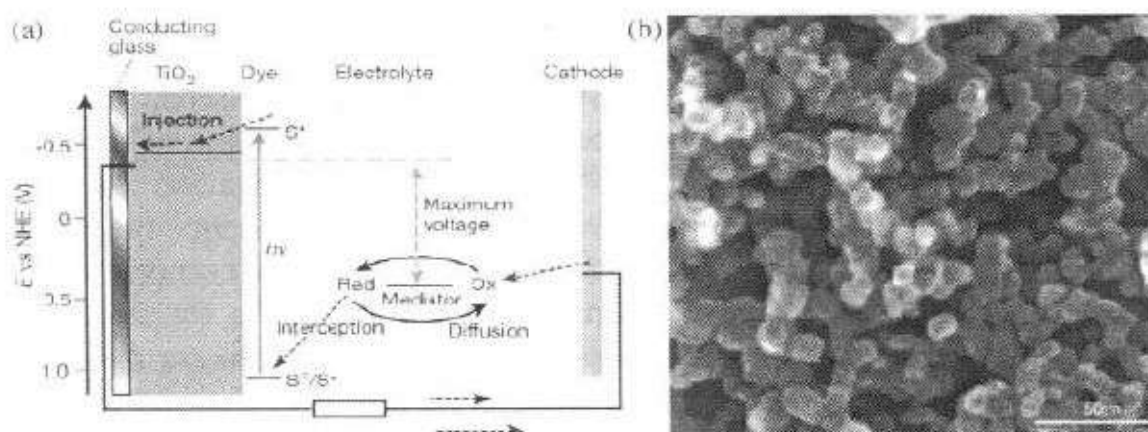 (a)
Conducting
glass
TiO₂ Dye Electrolyte Cathode
Injection
S*
-0.5
0
0.5
1.0
E vs NHE (V)
hν
Maximum
voltage
Red Ox
Mediator
Interception Diffusion
(b)